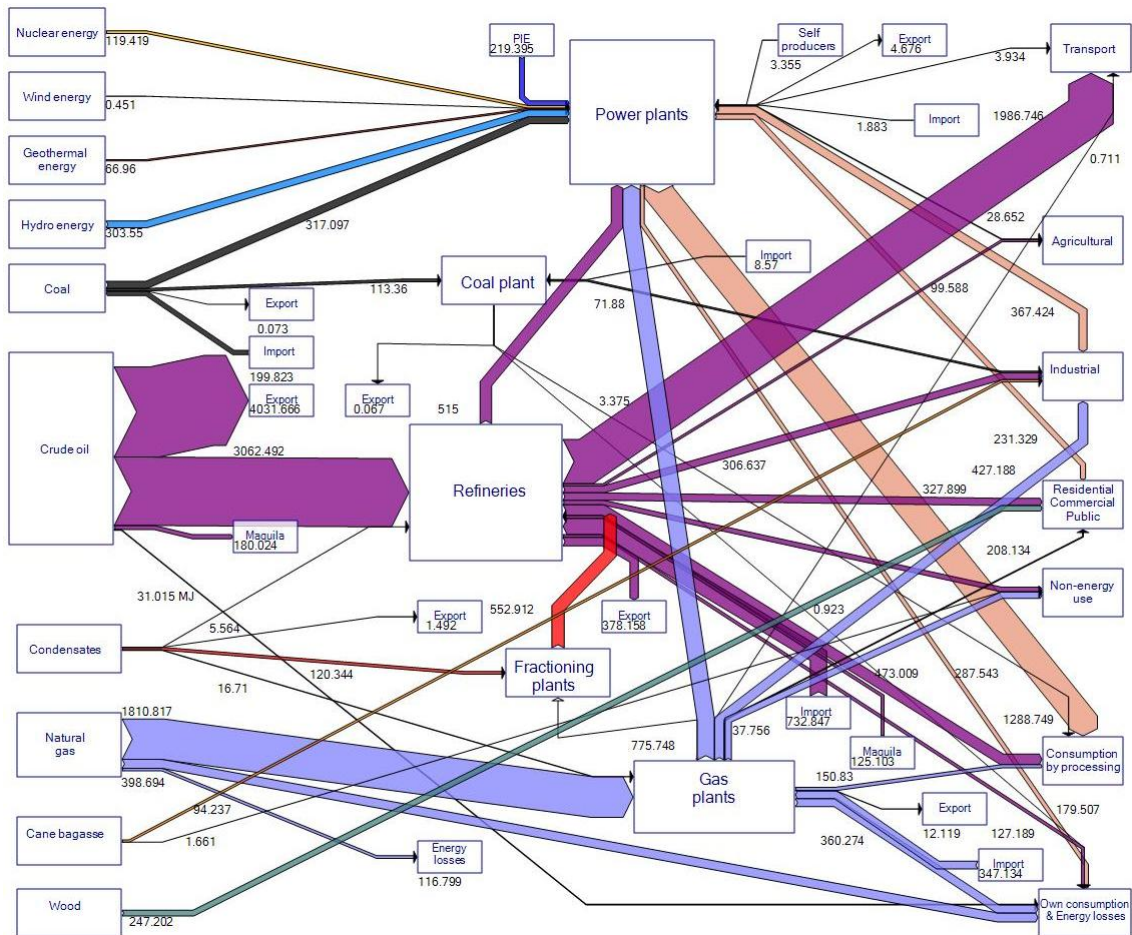 Nuclear energy
119.419
Wind energy
0.451
Geothermal
energy
66.96
Hydro energy
303.55
317.097
Coal
PIE
219.395
Power plants
Self
producers
3.355
Export
4.676
3.934
Transport
1986.746
Import
1.883
0.711
28.652
Agricultural
Coal plant
113.36
Import
8.57
71.88
99.588
367.424
Export
0.073
Import
199.823
Export
4031.666
Export
0.067
515
3.375
Industrial
Crude oil
3062.492
Maquila
180.024
Refineries
306.637
231.329
427.188
327.899
Residential
Commercial
Public
208.134
Non-energy
use
31.015 MJ
5.564
Export
1.492
552.912
Export
378.158
0.923
Condensates
120.344
16.71
Fractioning
plants
473.009
287.543
Import
732.847
Maquila
125.103
1288.749
Consumption
by processing
1810.817
Natural
gas
398.694
775.748
37.756
Gas
plants
150.83
Export
12.119
127.189
179.507
360.274
Import
347.134
94.237
Cane bagasse
1.661
Energy
losses
116.799
Wood
247.202
Own consumption
& Energy losses